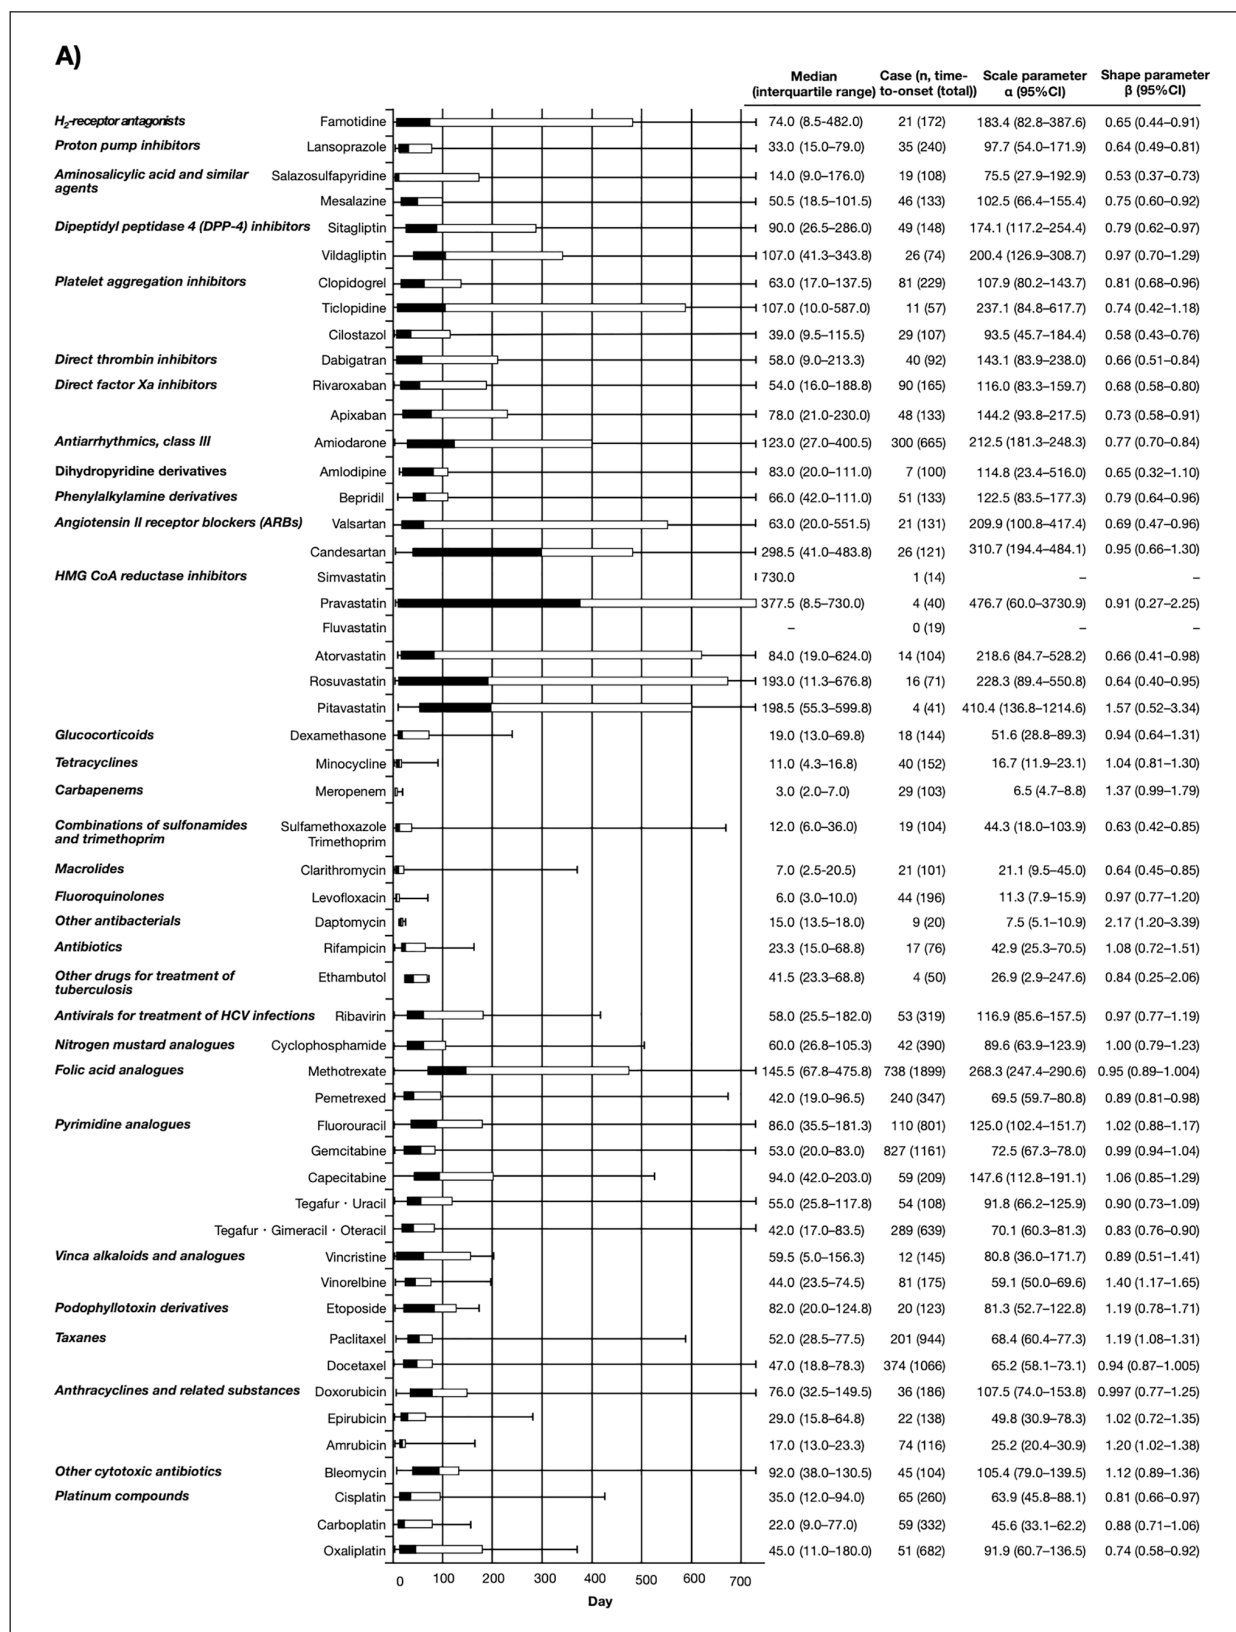 A)
Median Case (n, time- Scale parameter Shape parameter
(interquartile range) to-onset (total)) α (95%CI) β (95%CI)
H2-receptor antagonists Famotidine 74.0 (8.5-482.0) 21 (172) 183.4 (82.8–387.6) 0.65 (0.44–0.91)
Proton pump inhibitors Lansoprazole 33.0 (15.0–79.0) 35 (240) 97.7 (54.0–171.9) 0.64 (0.49–0.81)
Aminosalicylic acid and similar Salazosulfapyridine 14.0 (9.0–176.0) 19 (108) 75.5 (27.9–192.9) 0.53 (0.37–0.73)
agents
Mesalazine 50.5 (18.5–101.5) 46 (133) 102.5 (66.4–155.4) 0.75 (0.60–0.92)
Dipeptidyl peptidase 4 (DPP-4) inhibitors Sitagliptin 90.0 (26.5–286.0) 49 (148) 174.1 (117.2–254.4) 0.79 (0.62–0.97)
Vildagliptin 107.0 (41.3–343.8) 26 (74) 200.4 (126.9–308.7) 0.97 (0.70–1.29)
Platelet aggregation inhibitors Clopidogrel 63.0 (17.0–137.5) 81 (229) 107.9 (80.2–143.7) 0.81 (0.68–0.96)
Ticlopidine 107.0 (10.0-587.0) 11 (57) 237.1 (84.8–617.7) 0.74 (0.42–1.18)
Cilostazol 39.0 (9.5–115.5) 29 (107) 93.5 (45.7–184.4) 0.58 (0.43–0.76)
Direct thrombin inhibitors Dabigatran 58.0 (9.0–213.3) 40 (92) 143.1 (83.9–238.0) 0.66 (0.51–0.84)
Direct factor Xa inhibitors Rivaroxaban 54.0 (16.0–188.8) 90 (165) 116.0 (83.3–159.7) 0.68 (0.58–0.80)
Apixaban 78.0 (21.0-230.0) 48 (133) 144.2 (93.8–217.5) 0.73 (0.58–0.91)
Antiarrhythmics, class III Amiodarone 123.0 (27.0–400.5) 300 (665) 212.5 (181.3–248.3) 0.77 (0.70–0.84)
Dihydropyridine derivatives Amlodipine 83.0 (20.0–111.0) 7 (100) 114.8 (23.4–516.0) 0.65 (0.32–1.10)
Phenylalkylamine derivatives Bepridil 66.0 (42.0–111.0) 51 (133) 122.5 (83.5–177.3) 0.79 (0.64–0.96)
Angiotensin II receptor blockers (ARBs) Valsartan 63.0 (20.0-551.5) 21 (131) 209.9 (100.8–417.4) 0.69 (0.47–0.96)
Candesartan 298.5 (41.0–483.8) 26 (121) 310.7 (194.4–484.1) 0.95 (0.66–1.30)
HMG CoA reductase inhibitors Simvastatin 730.0 1 (14) – –
Pravastatin 377.5 (8.5–730.0) 4 (40) 476.7 (60.0–3730.9) 0.91 (0.27–2.25)
Fluvastatin – 0 (19) – –
Atorvastatin 84.0 (19.0–624.0) 14 (104) 218.6 (84.7–528.2) 0.66 (0.41–0.98)
Rosuvastatin 193.0 (11.3–676.8) 16 (71) 228.3 (89.4–550.8) 0.64 (0.40–0.95)
Pitavastatin 198.5 (55.3–599.8) 4 (41) 410.4 (136.8–1214.6) 1.57 (0.52–3.34)
Glucocorticoids Dexamethasone 19.0 (13.0–69.8) 18 (144) 51.6 (28.8–89.3) 0.94 (0.64–1.31)
Tetracyclines Minocycline 11.0 (4.3–16.8) 40 (152) 16.7 (11.9–23.1) 1.04 (0.81–1.30)
Carbapenems Meropenem 3.0 (2.0–7.0) 29 (103) 6.5 (4.7–8.8) 1.37 (0.99–1.79)
Combinations of sulfonamides Sulfamethoxazole 12.0 (6.0–36.0) 19 (104) 44.3 (18.0–103.9) 0.63 (0.42–0.85)
and trimethoprim Trimethoprim
Macrolides Clarithromycin 7.0 (2.5-20.5) 21 (101) 21.1 (9.5–45.0) 0.64 (0.45–0.85)
Fluoroquinolones Levofloxacin 6.0 (3.0–10.0) 44 (196) 11.3 (7.9–15.9) 0.97 (0.77–1.20)
Other antibacterials Daptomycin 15.0 (13.5–18.0) 9 (20) 7.5 (5.1–10.9) 2.17 (1.20–3.39)
Antibiotics Rifampicin 23.3 (15.0–68.8) 17 (76) 42.9 (25.3–70.5) 1.08 (0.72–1.51)
Other drugs for treatment of Ethambutol 41.5 (23.3–68.8) 4 (50) 26.9 (2.9–247.6) 0.84 (0.25–2.06)
tuberculosis
Antivirals for treatment of HCV infections Ribavirin 58.0 (25.5–182.0) 53 (319) 116.9 (85.6–157.5) 0.97 (0.77–1.19)
Nitrogen mustard analogues Cyclophosphamide 60.0 (26.8–105.3) 42 (390) 89.6 (63.9–123.9) 1.00 (0.79–1.23)
Folic acid analogues Methotrexate 145.5 (67.8–475.8) 738 (1899) 268.3 (247.4–290.6) 0.95 (0.89–1.004)
Pemetrexed 42.0 (19.0–96.5) 240 (347) 69.5 (59.7–80.8) 0.89 (0.81–0.98)
Pyrimidine analogues Fluorouracil 86.0 (35.5–181.3) 110 (801) 125.0 (102.4–151.7) 1.02 (0.88–1.17)
Gemcitabine 53.0 (20.0–83.0) 827 (1161) 72.5 (67.3–78.0) 0.99 (0.94–1.04)
Capecitabine 94.0 (42.0–203.0) 59 (209) 147.6 (112.8–191.1) 1.06 (0.85–1.29)
Tegafur・Uracil 55.0 (25.8–117.8) 54 (108) 91.8 (66.2–125.9) 0.90 (0.73–1.09)
Tegafur・Gimeracil・Oteracil 42.0 (17.0–83.5) 289 (639) 70.1 (60.3–81.3) 0.83 (0.76–0.90)
Vinca alkaloids and analogues Vincristine 59.5 (5.0–156.3) 12 (145) 80.8 (36.0–171.7) 0.89 (0.51–1.41)
Vinorelbine 44.0 (23.5–74.5) 81 (175) 59.1 (50.0–69.6) 1.40 (1.17–1.65)
Podophyllotoxin derivatives Etoposide 82.0 (20.0–124.8) 20 (123) 81.3 (52.7–122.8) 1.19 (0.78–1.71)
Taxanes Paclitaxel 52.0 (28.5–77.5) 201 (944) 68.4 (60.4–77.3) 1.19 (1.08–1.31)
Docetaxel 47.0 (18.8–78.3) 374 (1066) 65.2 (58.1–73.1) 0.94 (0.87–1.005)
Anthracyclines and related substances Doxorubicin 76.0 (32.5–149.5) 36 (186) 107.5 (74.0–153.8) 0.997 (0.77–1.25)
Epirubicin 29.0 (15.8–64.8) 22 (138) 49.8 (30.9–78.3) 1.02 (0.72–1.35)
Amrubicin 17.0 (13.0–23.3) 74 (116) 25.2 (20.4–30.9) 1.20 (1.02–1.38)
Other cytotoxic antibiotics Bleomycin 92.0 (38.0–130.5) 45 (104) 105.4 (79.0–139.5) 1.12 (0.89–1.36)
Platinum compounds Cisplatin 35.0 (12.0–94.0) 65 (260) 63.9 (45.8–88.1) 0.81 (0.66–0.97)
Carboplatin 22.0 (9.0–77.0) 59 (332) 45.6 (33.1–62.2) 0.88 (0.71–1.06)
Oxaliplatin 45.0 (11.0–180.0) 51 (682) 91.9 (60.7–136.5) 0.74 (0.58–0.92)
0 100 200 300 400 500 600 700
Day